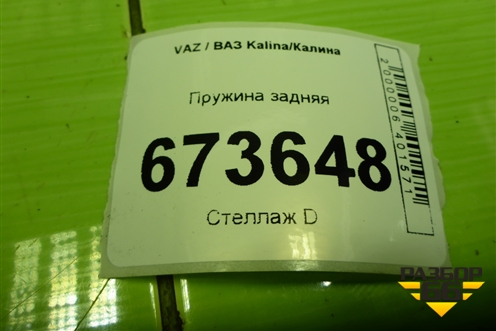 VAZ / ВАЗ Kalina/Калина
Пружина задняя
673648
Стеллаж D
2000006401571
РАЗБОР